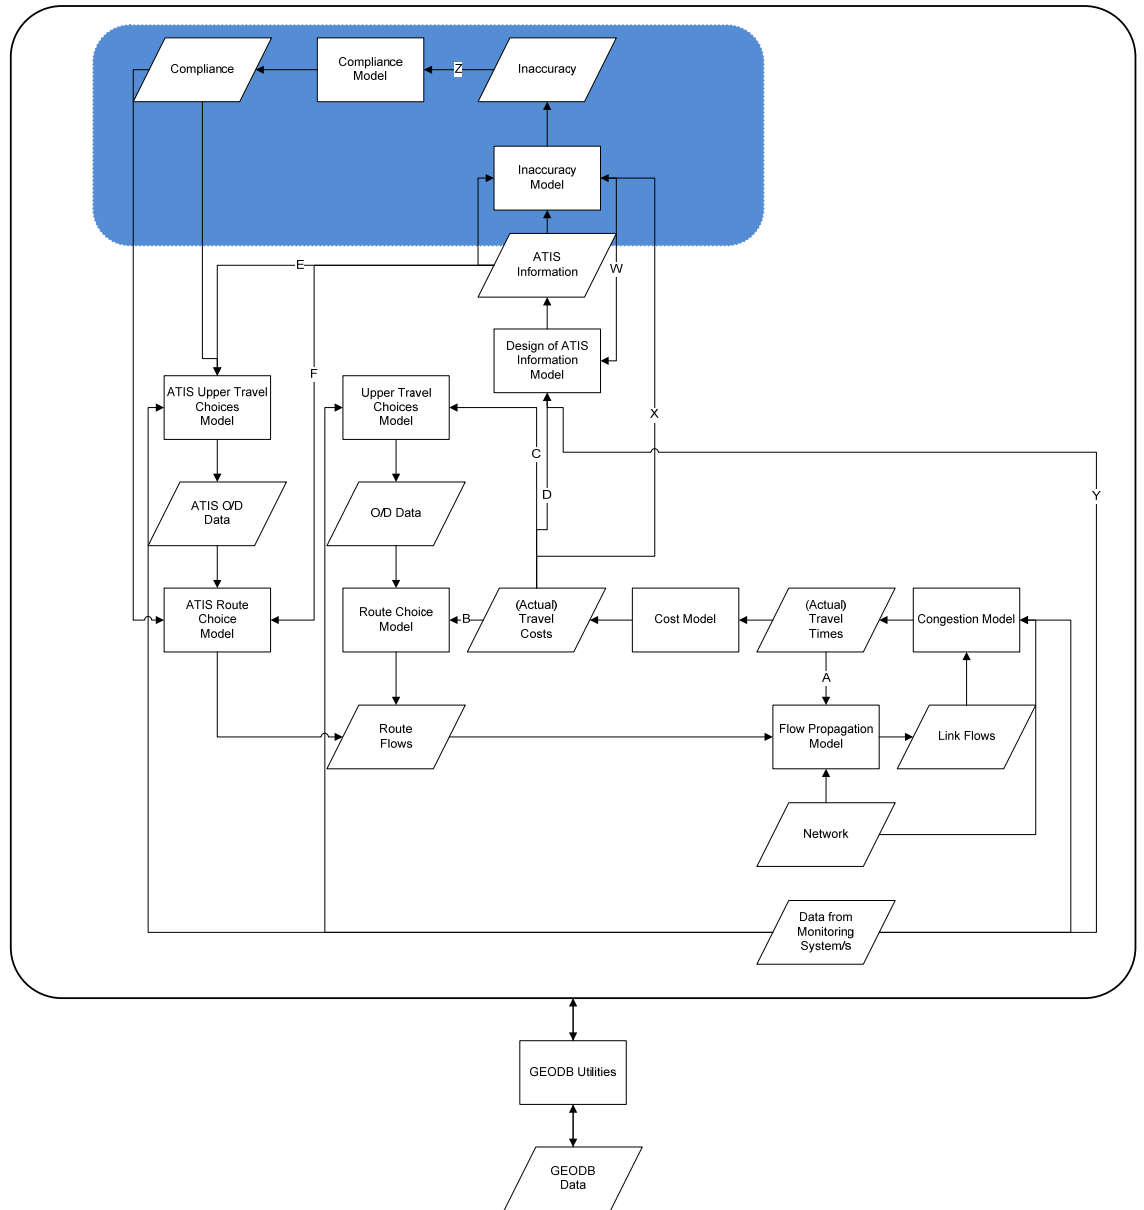 Compliance
Compliance
Model
Z
Inaccuracy
Inaccuracy
Model
ATIS
Information
E
W
Design of ATIS
Information
Model
F
ATIS Upper Travel
Choices
Model
Upper Travel
Choices
Model
X
C
D
Y
ATIS O/D
Data
O/D Data
ATIS Route
Choice
Model
Route Choice
Model
B
(Actual)
Travel
Costs
Cost Model
(Actual)
Travel
Times
Congestion Model
A
Route
Flows
Flow Propagation
Model
Link Flows
Network
Data from
Monitoring
System/s
GEODB Utilities
GEODB
Data